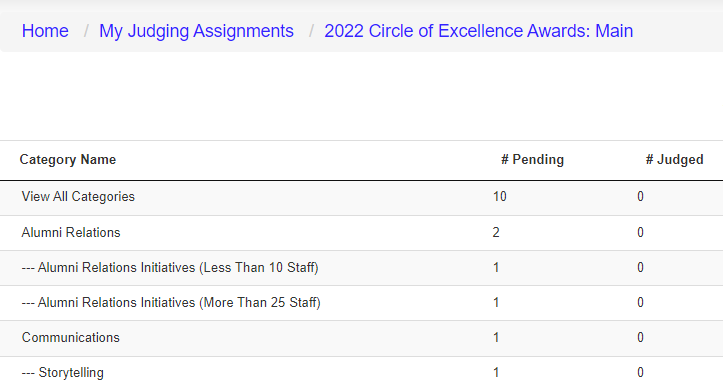 Home / My Judging Assignments / 2022 Circle of Excellence Awards: Main
Category Name # Pending # Judged
View All Categories 10 0
Alumni Relations 2 0
--- Alumni Relations Initiatives (Less Than 10 Staff) 1 0
--- Alumni Relations Initiatives (More Than 25 Staff) 1 0
Communications 1 0
--- Storytelling 1 0